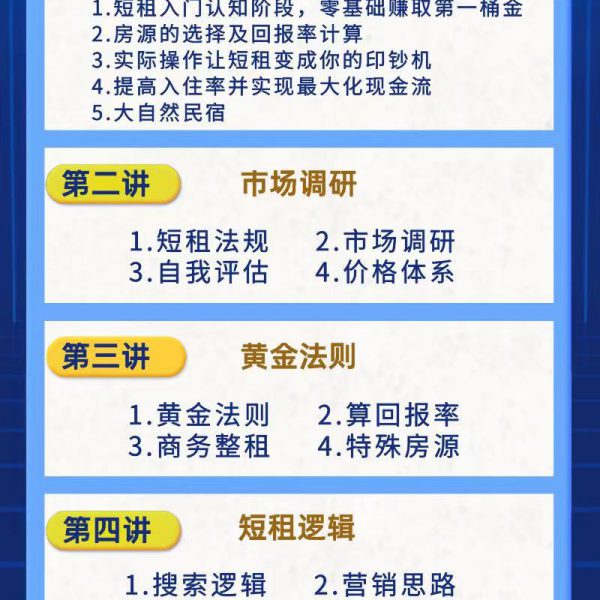 1.短租入门认知阶段，零基础赚取第一桶金
2.房源的选择及回报率计算
3.实际操作让短租变成你的印钞机
4.提高入住率并实现最大化现金流
5.大自然民宿
第二讲 市场调研
1.短租法规 2.市场调研
3.自我评估 4.价格体系
第三讲 黄金法则
1.黄金法则 2.算回报率
3.商务整租 4.特殊房源
第四讲 短租逻辑
1.搜索逻辑 2.营销思路